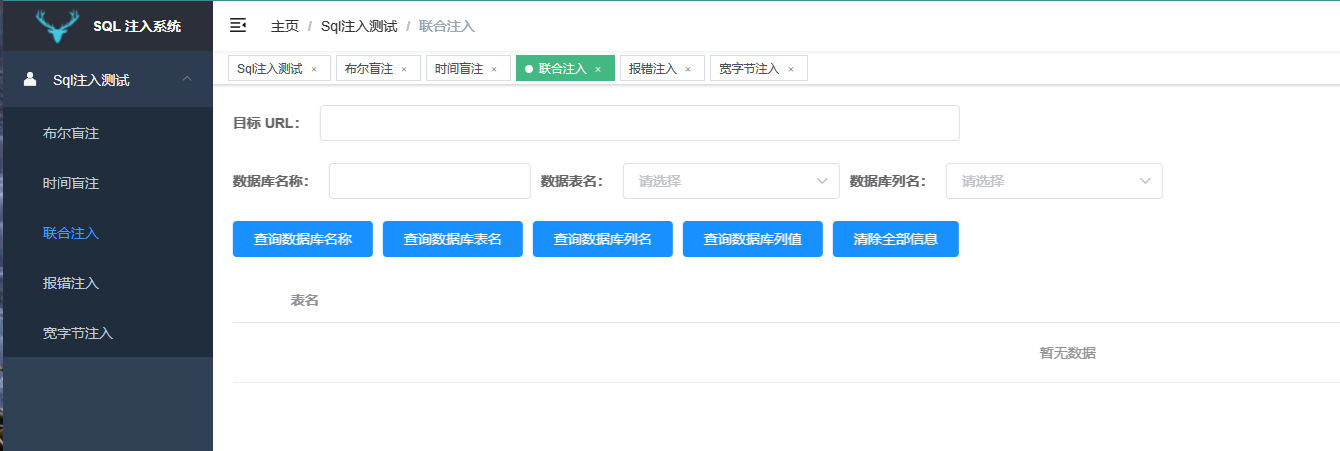 SQL 注入系统
主页 / Sql注入测试 / 联合注入
Sql注入测试 × 布尔盲注 × 时间盲注 × 联合注入 × 报错注入 × 宽字节注入 ×
Sql注入测试
布尔盲注
时间盲注
联合注入
报错注入
宽字节注入
目标 URL：
数据库名称： 数据表名： 请选择 数据库列名： 请选择
查询数据库名称 查询数据库表名 查询数据库列名 查询数据库列值 清除全部信息
表名
暂无数据